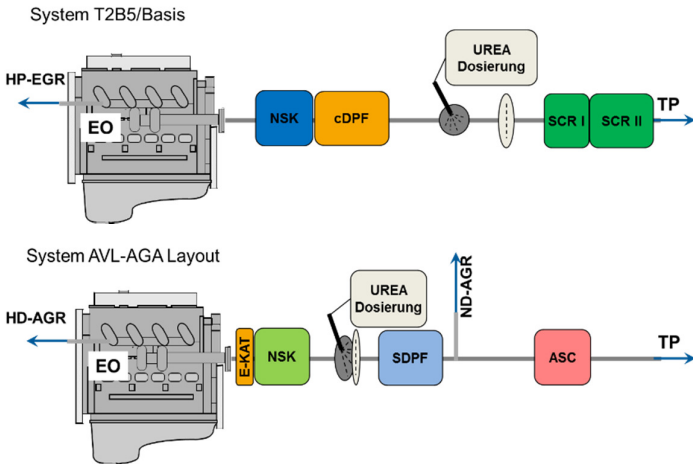 System T2B5/Basis
HP-EGR
EO
NSK
cDPF
UREA
Dosierung
SCR I
SCR II
TP
System AVL-AGA Layout
HD-AGR
EO
E-KAT
NSK
UREA
Dosierung
SDPF
ND-AGR
ASC
TP